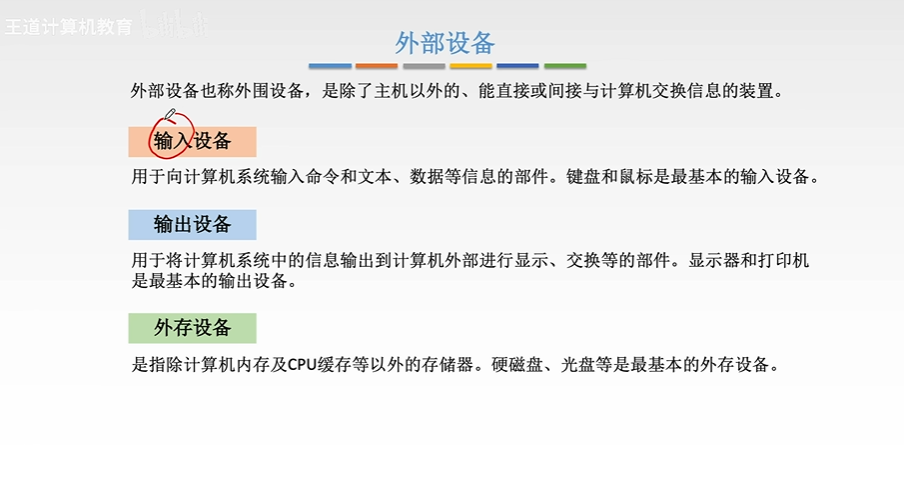 王道计算机教育
外部设备
外部设备也称外围设备，是除了主机以外的、能直接或间接与计算机交换信息的装置。
输入设备
用于向计算机系统输入命令和文本、数据等信息的部件。键盘和鼠标是最基本的输入设备。
输出设备
用于将计算机系统中的信息输出到计算机外部进行显示、交换等的部件。显示器和打印机
是最基本的输出设备。
外存设备
是指除计算机内存及CPU缓存等以外的存储器。硬磁盘、光盘等是最基本的外存设备。